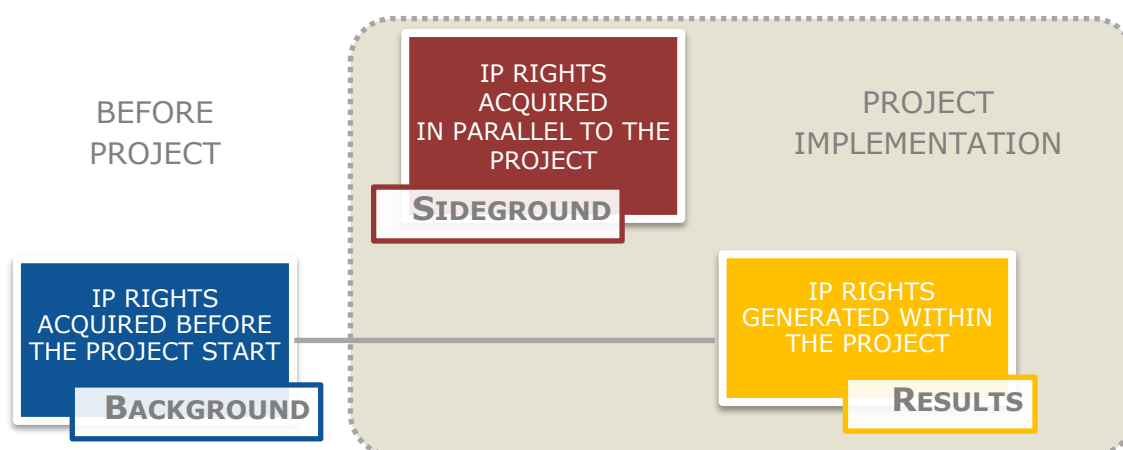 BEFORE
PROJECT
IP RIGHTS
ACQUIRED
IN PARALLEL TO THE
PROJECT
SIDEGROUND
PROJECT
IMPLEMENTATION
IP RIGHTS
ACQUIRED BEFORE
THE PROJECT START
BACKGROUND
IP RIGHTS
GENERATED WITHIN
THE PROJECT
RESULTS